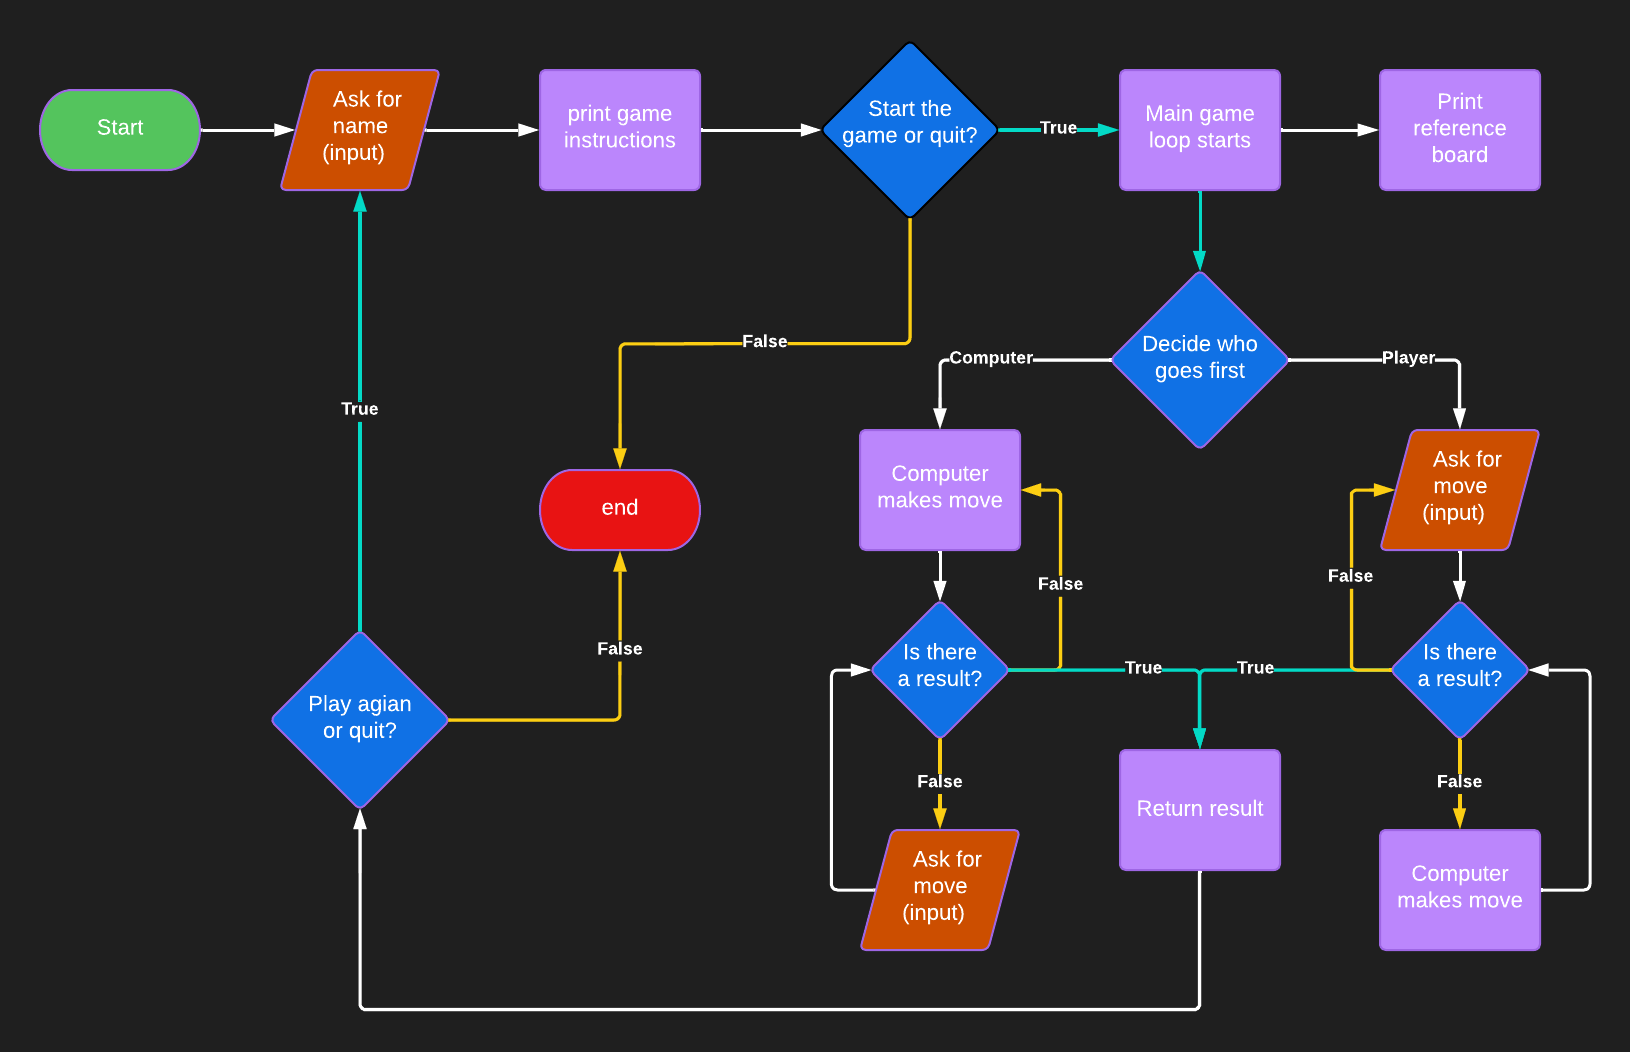 Start
Ask for
name
(input)
print game
instructions
Start the
game or quit?
True
Main game
loop starts
Print
reference
board
False
Computer
Decide who
goes first
Player
True
end
Computer
makes move
Ask for
move
(input)
False
False
False
Is there
a result?
True
True
Is there
a result?
Play agian
or quit?
False
False
Return result
Ask for
move
(input)
Computer
makes move